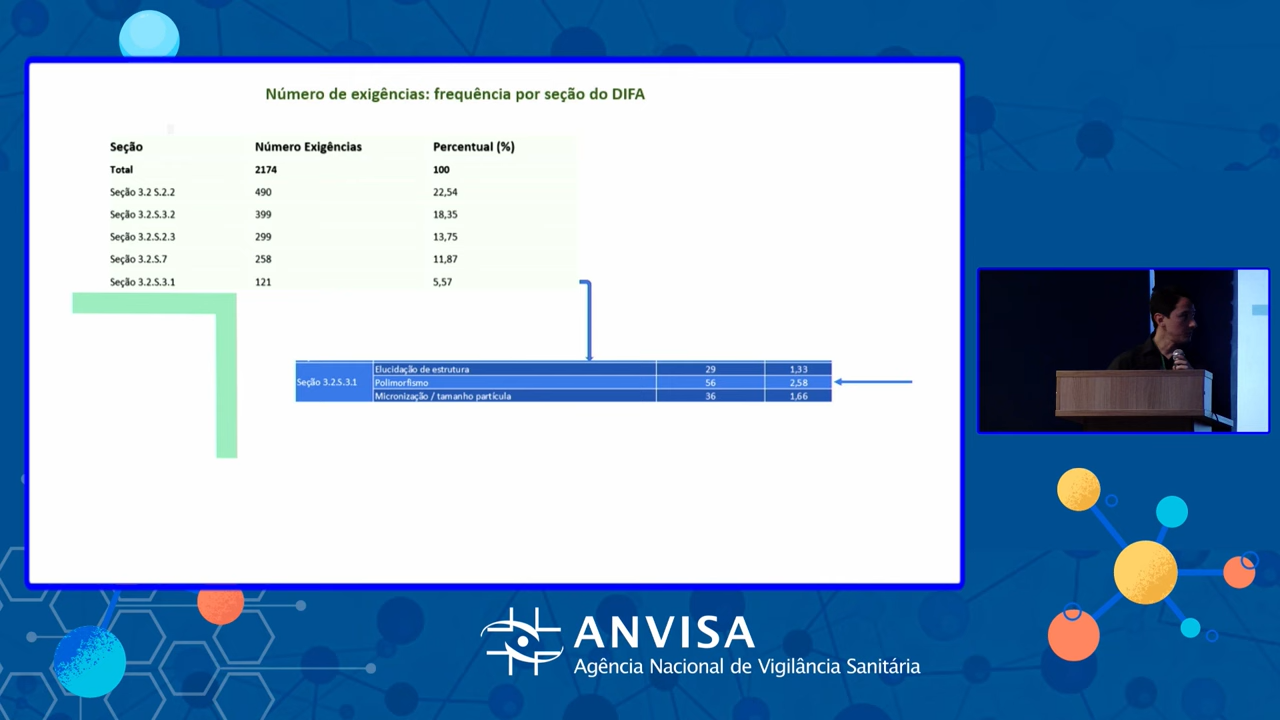 Número de exigências: frequência por seção do DIFA
Seção Número Exigências Percentual (%)
Total 2174 100
Seção 3.2 S.2.2 490 22,54
Seção 3.2.S.3.2 399 18,35
Seção 3.2.S.2.3 299 13,75
Seção 3.2.S.7 258 11,87
Seção 3.2.S.3.1 121 5,57
Elucidação de estrutura 29 1,33
Seção 3.2.S.3.1 Polimorfismo 56 2,58
Micronização / tamanho partícula 36 1,66
ANVISA
Agência Nacional de Vigilância Sanitária